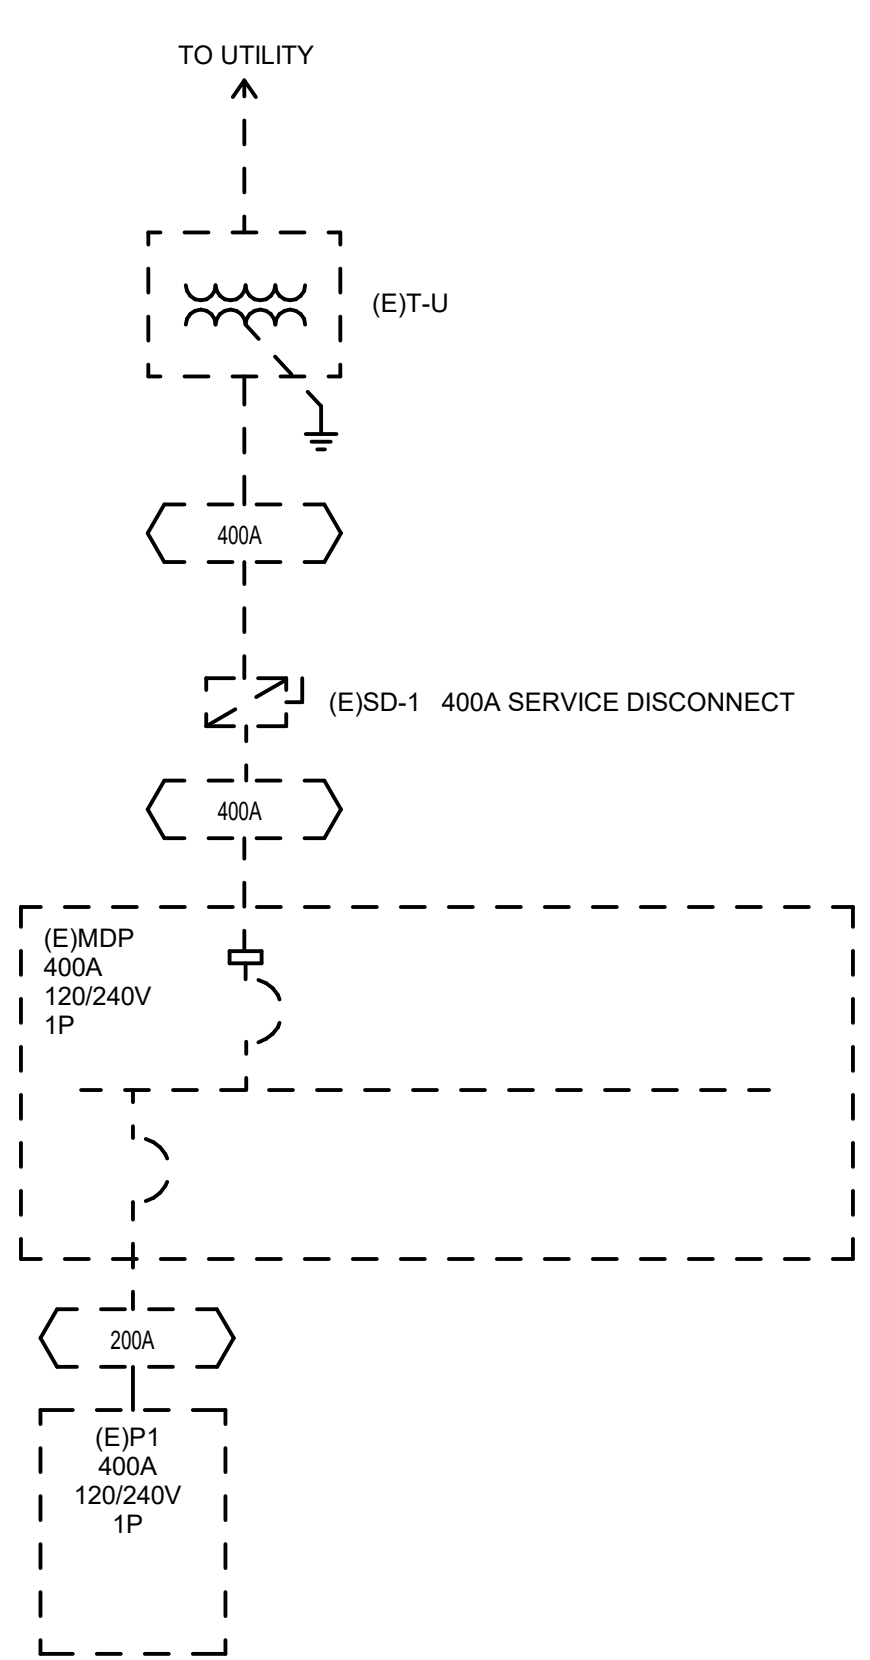 TO UTILITY
(E)T-U
400A
(E)SD-1 400A SERVICE DISCONNECT
400A
(E)MDP
400A
120/240V
1P
200A
(E)P1
400A
120/240V
1P